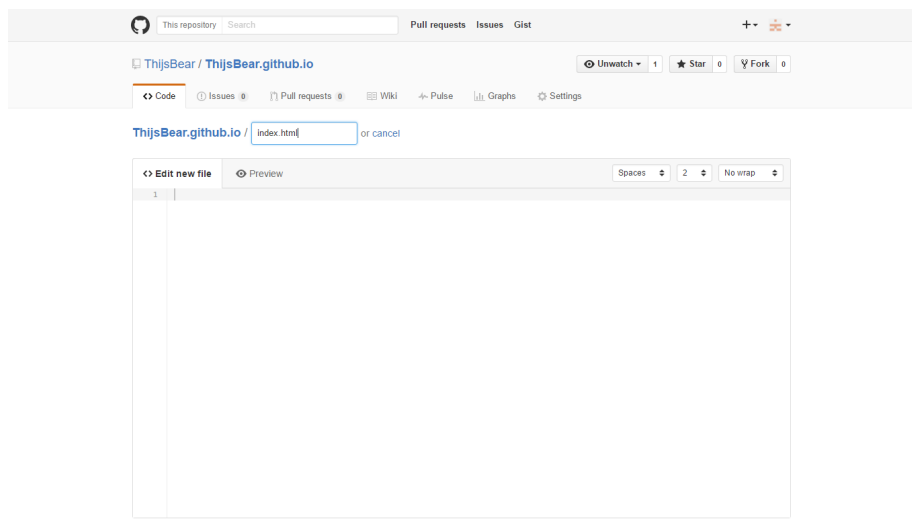 This repository Search Pull requests Issues Gist
ThijsBear / ThijsBear.github.io Unwatch 1 Star 0 Fork 0
Code Issues 0 Pull requests 0 Wiki Pulse Graphs Settings
ThijsBear.github.io / index.html or cancel
Edit new file Preview Spaces 2 No wrap
1